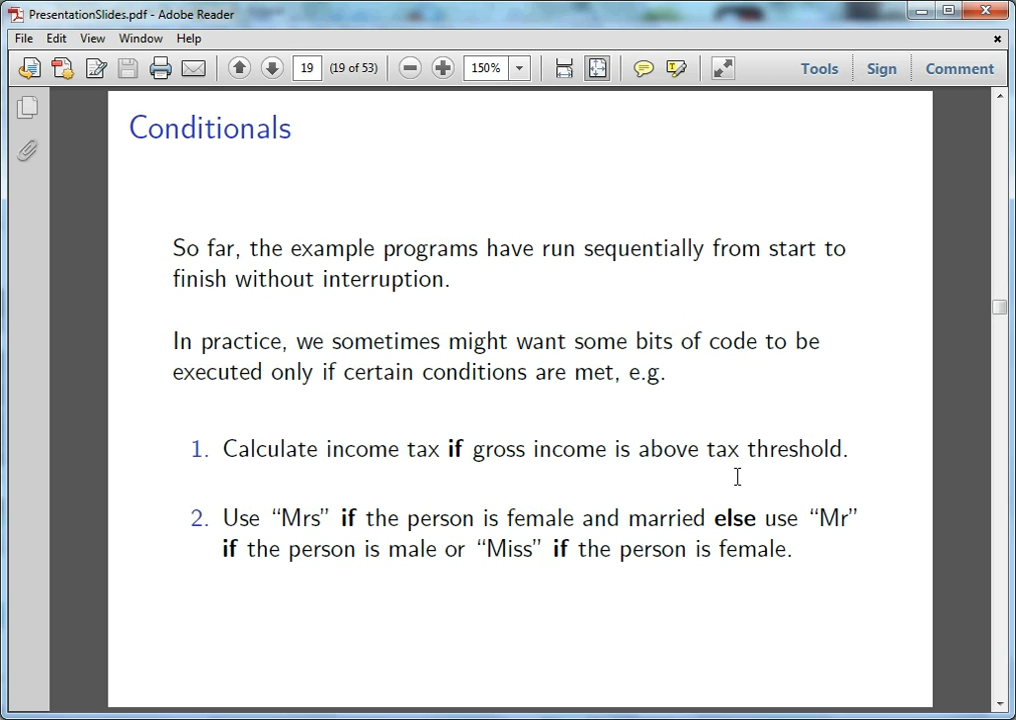 PresentationSlides.pdf - Adobe Reader
File Edit View Window Help
19 (19 of 53) 150% Tools Sign Comment
Conditionals
So far, the example programs have run sequentially from start to
finish without interruption.
In practice, we sometimes might want some bits of code to be
executed only if certain conditions are met, e.g.
1. Calculate income tax if gross income is above tax threshold.
2. Use “Mrs” if the person is female and married else use “Mr”
if the person is male or “Miss” if the person is female.